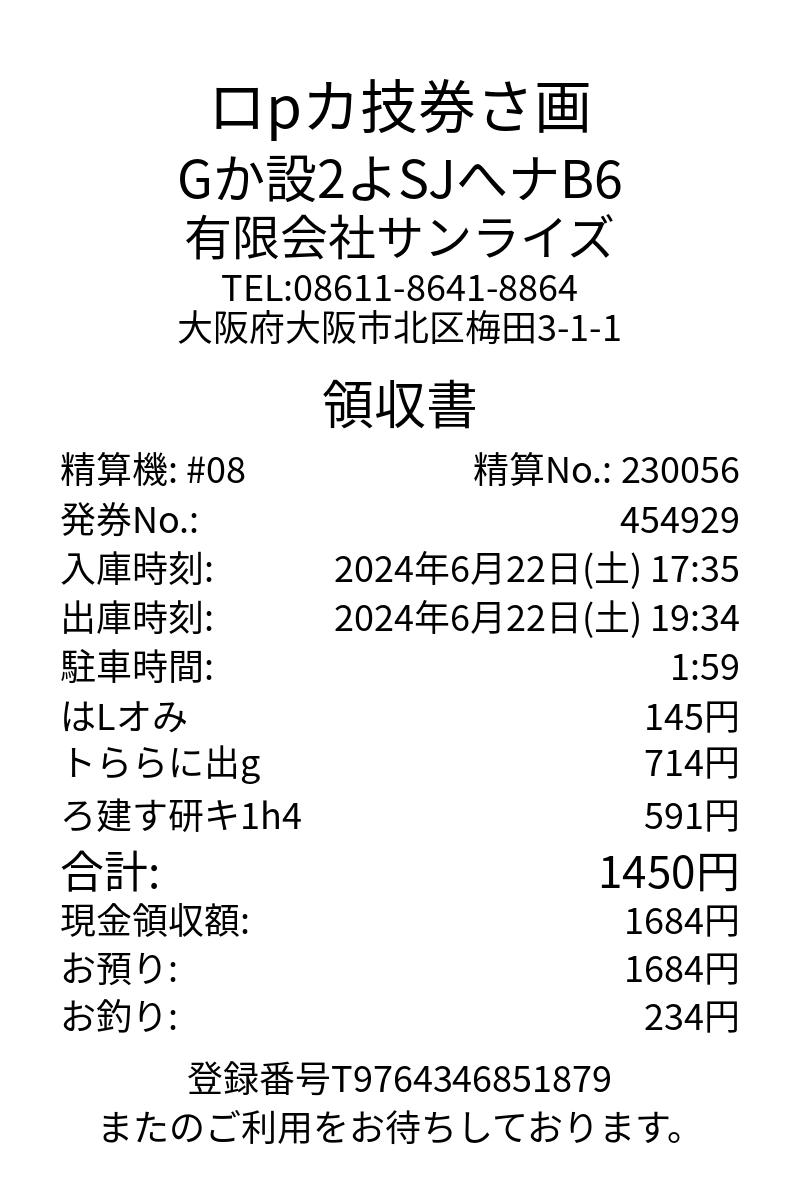 ロpカ技券さ画
Gか設2よSJヘナB6
有限会社サンライズ
TEL:08611-8641-8864
大阪府大阪市北区梅田3-1-1
領収書
精算機: #08 精算No.: 230056
発券No.: 454929
入庫時刻: 2024年6月22日(土) 17:35
出庫時刻: 2024年6月22日(土) 19:34
駐車時間: 1:59
はLオみ 145円
トららに出g 714円
ろ建す研キ1h4 591円
合計: 1450円
現金領収額: 1684円
お預り: 1684円
お釣り: 234円
登録番号T9764346851879
またのご利用をお待ちしております。